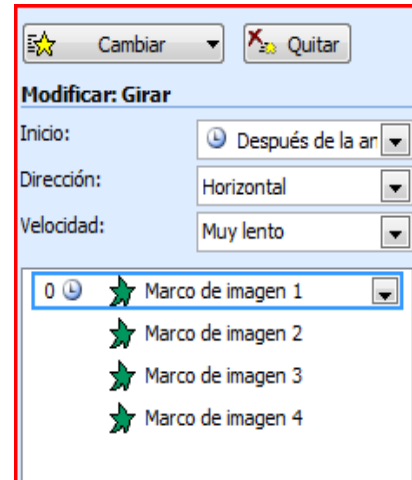 Cambiar Quitar
Modificar: Girar
Inicio: Después de la an
Dirección: Horizontal
Velocidad: Muy lento
0 Marco de imagen 1
Marco de imagen 2
Marco de imagen 3
Marco de imagen 4